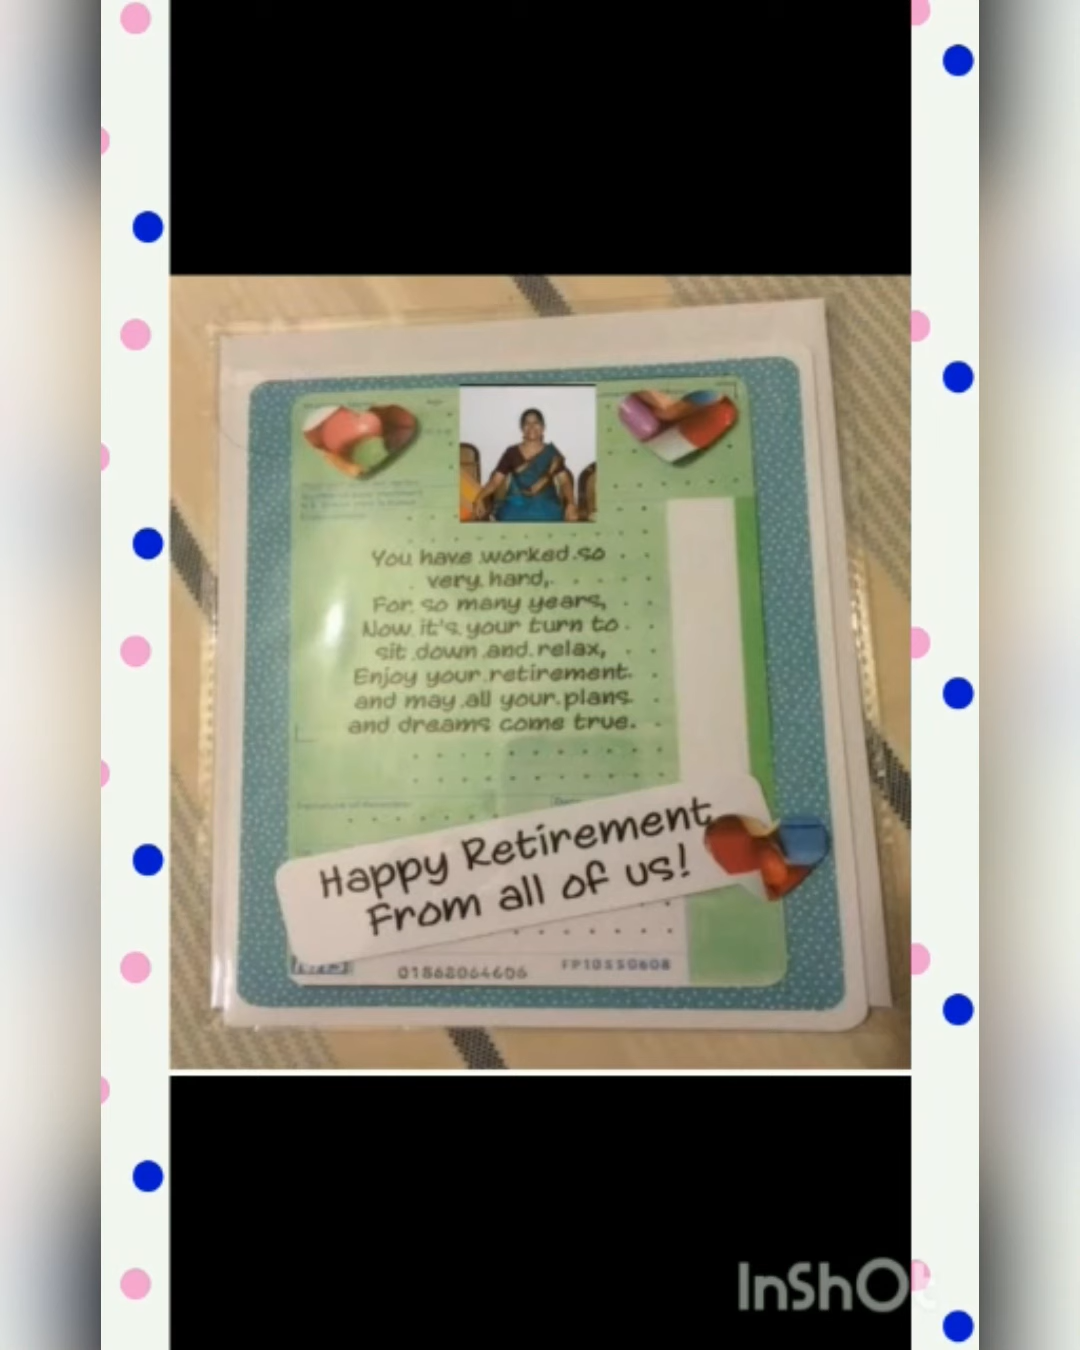 You have worked so
very hard,
For so many years,
Now it's your turn to
sit down and relax,
Enjoy your retirement
and may all your plans
and dreams come true.
Happy Retirement
From all of us!
01868064606
FP10SS0608
InShOt